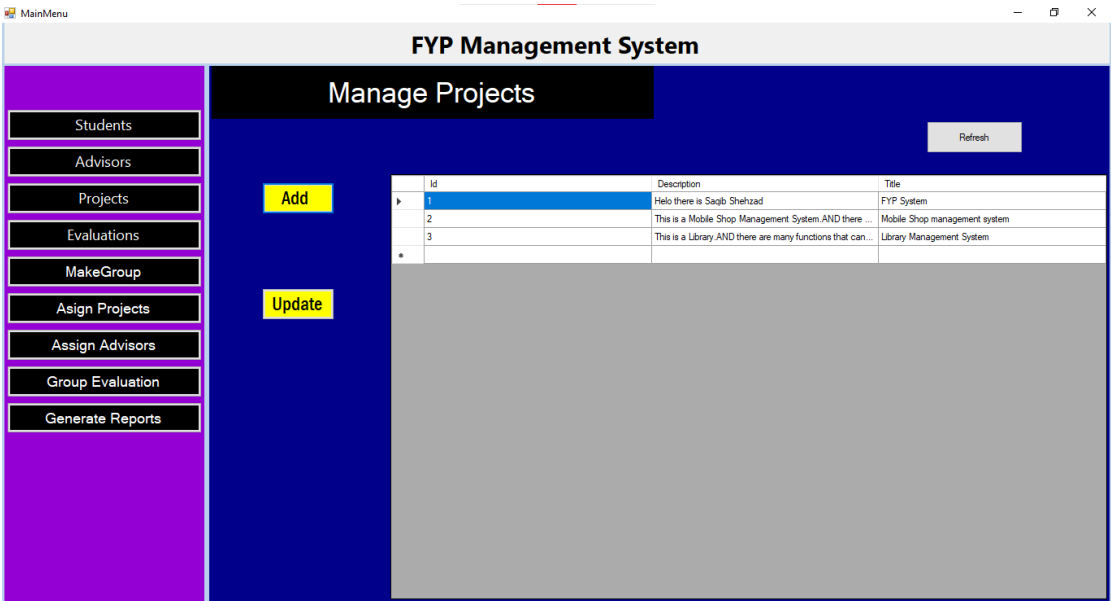 MainMenu
FYP Management System
Manage Projects
Students
Advisors
Projects
Evaluations
MakeGroup
Asign Projects
Assign Advisors
Group Evaluation
Generate Reports
Refresh
Add
Update
Id Description Title
1 Helo there is Saqib Shehzad FYP System
2 This is a Mobile Shop Management System.AND there ... Mobile Shop management system
3 This is a Library.AND there are many functions that can... Library Management System